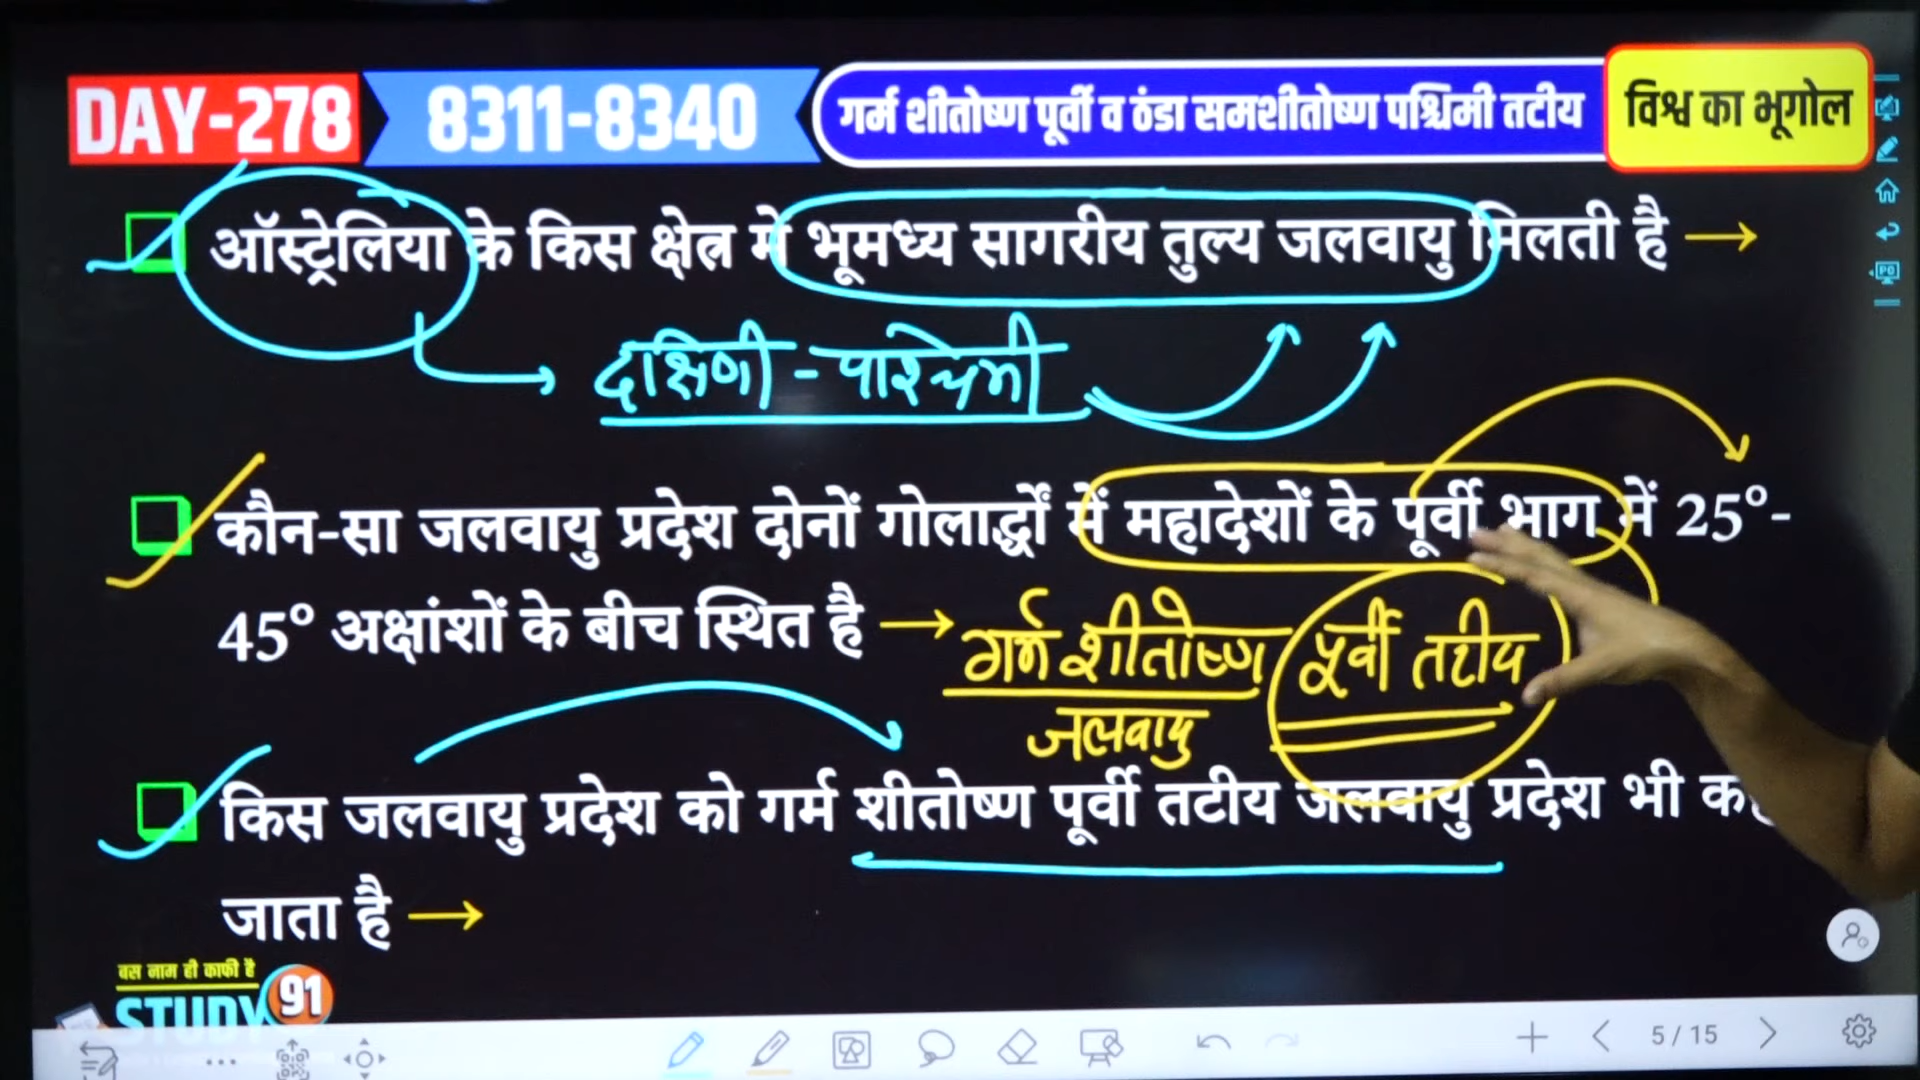 DAY-278 8311-8340 गर्म शीतोष्ण पूर्वी व ठंडा समशीतोष्ण पश्चिमी तटीय विश्व का भूगोल
ऑस्ट्रेलिया के किस क्षेत्र में भूमध्य सागरीय तुल्य जलवायु मिलती है →
दक्षिणी - पश्चिमी
कौन-सा जलवायु प्रदेश दोनों गोलार्द्धों में महादेशों के पूर्वी भाग में 25°-
45° अक्षांशों के बीच स्थित है → गर्म शीतोष्ण पूर्वी तटीय
जलवायु
किस जलवायु प्रदेश को गर्म शीतोष्ण पूर्वी तटीय जलवायु प्रदेश भी
जाता है →
बस नाम ही काफी है
STUDY 91
5 / 15